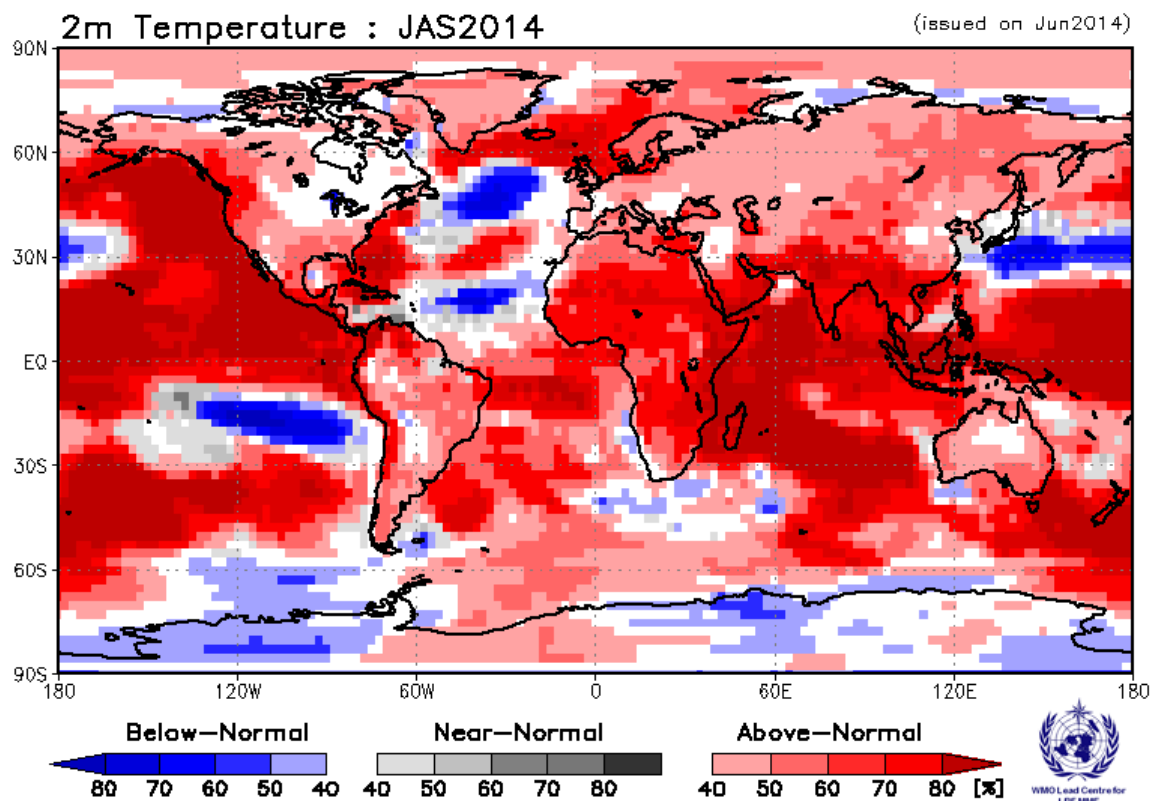 2m Temperature : JAS2014
(issued on Jun2014)
90N
60N
30N
EQ
30S
60S
90S
180 120W 60W 0 60E 120E 180
Below-Normal Near-Normal Above-Normal
80 70 60 50 40 40 50 60 70 80 40 50 60 70 80 [%]
WMO Lead Centre for